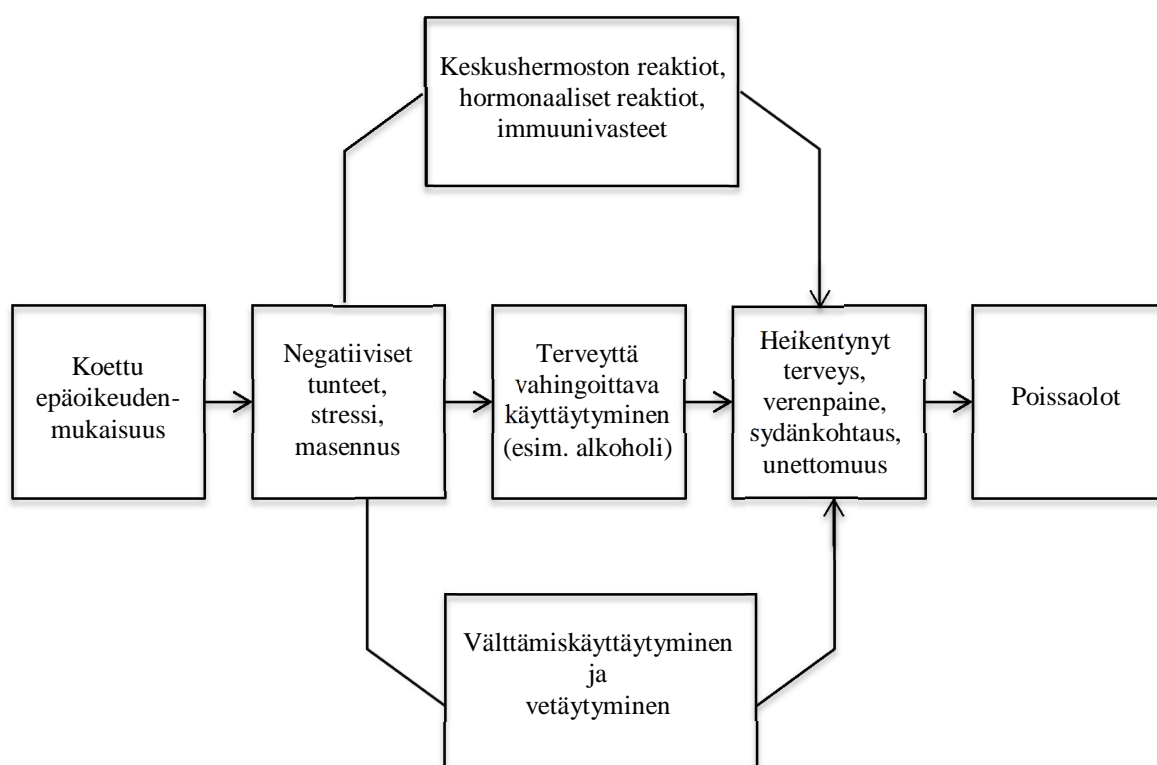 Keskushermoston reaktiot,
hormonaaliset reaktiot,
immuunivasteet
Koettu
epäoikeuden-
mukaisuus
Negatiiviset
tunteet,
stressi,
masennus
Terveyttä
vahingoittava
käyttäytyminen
(esim. alkoholi)
Heikentynyt
terveys,
verenpaine,
sydänkohtaus,
unettomuus
Poissaolot
Välttämiskäyttäytyminen
ja
vetäytyminen